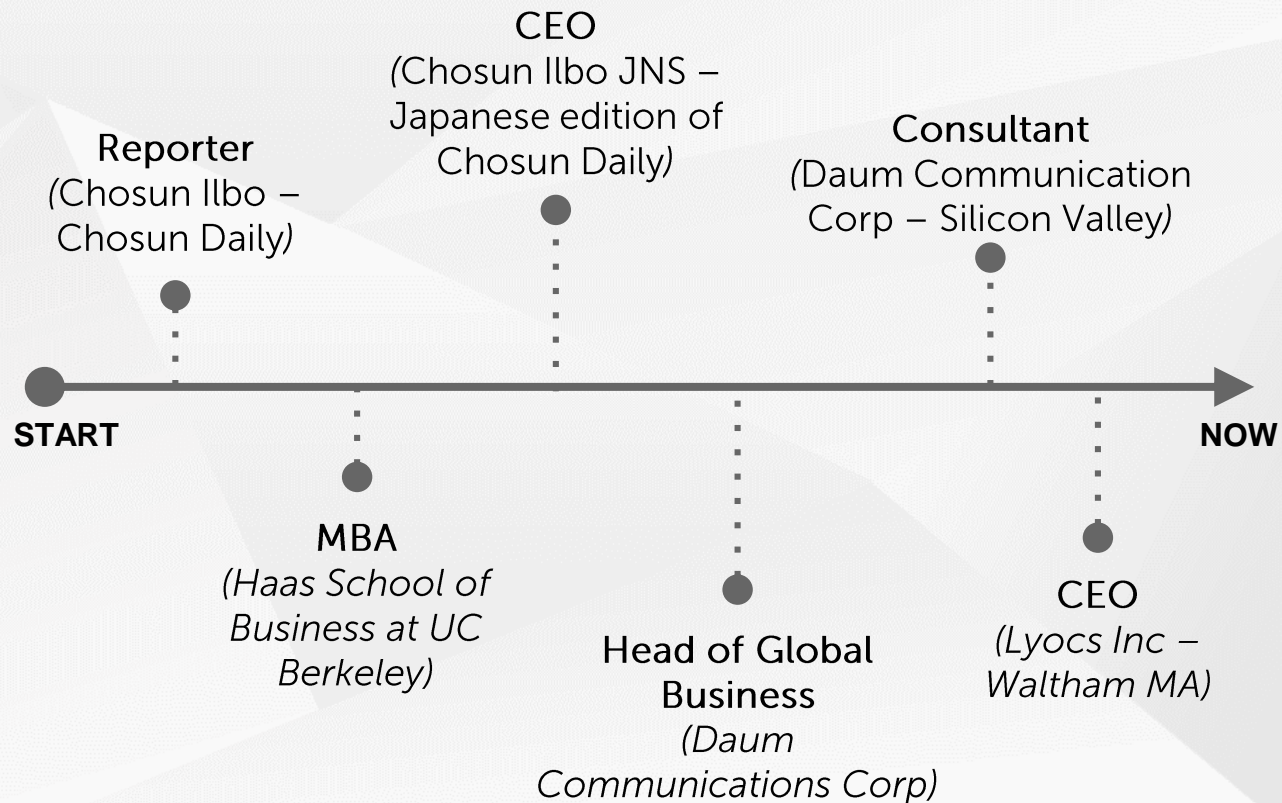 CEO
(Chosun Ilbo JNS –
Japanese edition of
Chosun Daily)
Reporter
(Chosun Ilbo –
Chosun Daily)
Consultant
(Daum Communication
Corp – Silicon Valley)
START
NOW
MBA
(Haas School of
Business at UC
Berkeley)
Head of Global
Business
(Daum
Communications Corp)
CEO
(Lyocs Inc –
Waltham MA)